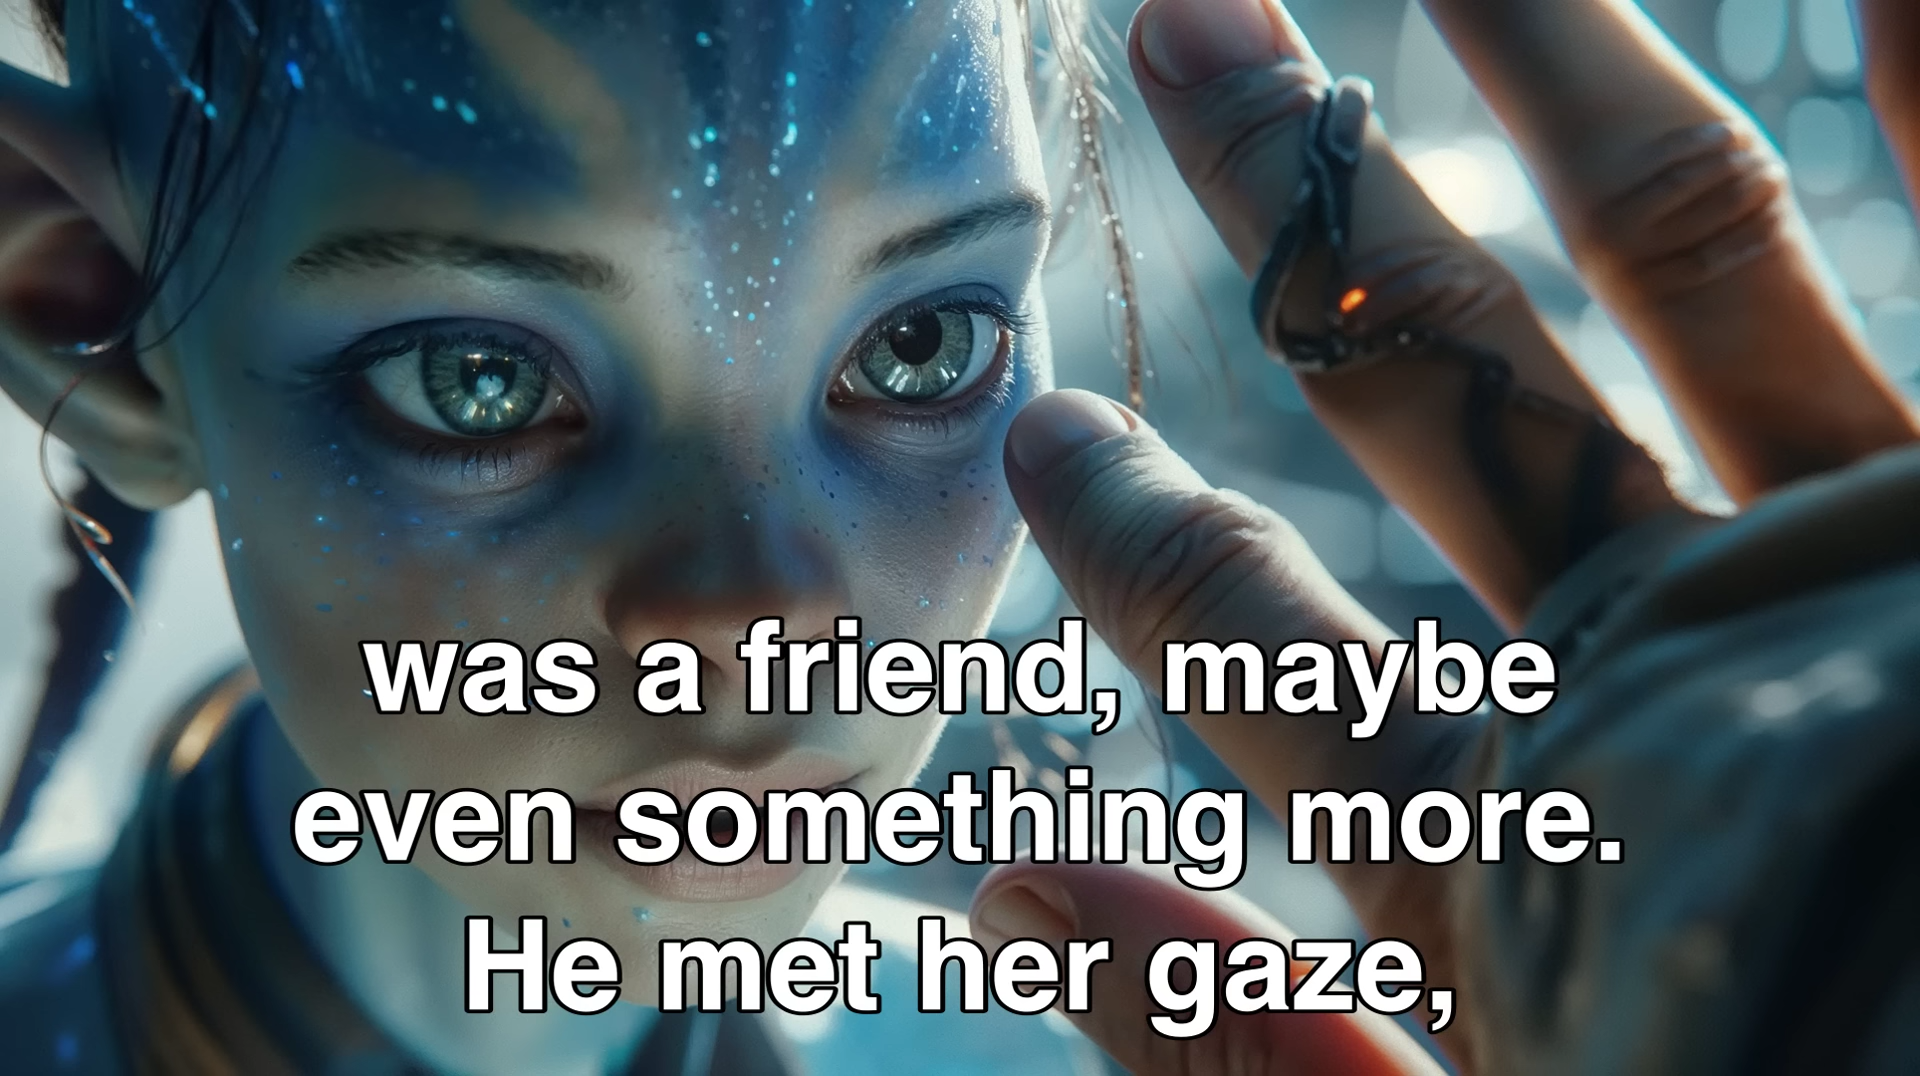 was a friend, maybe
even something more.
He met her gaze,